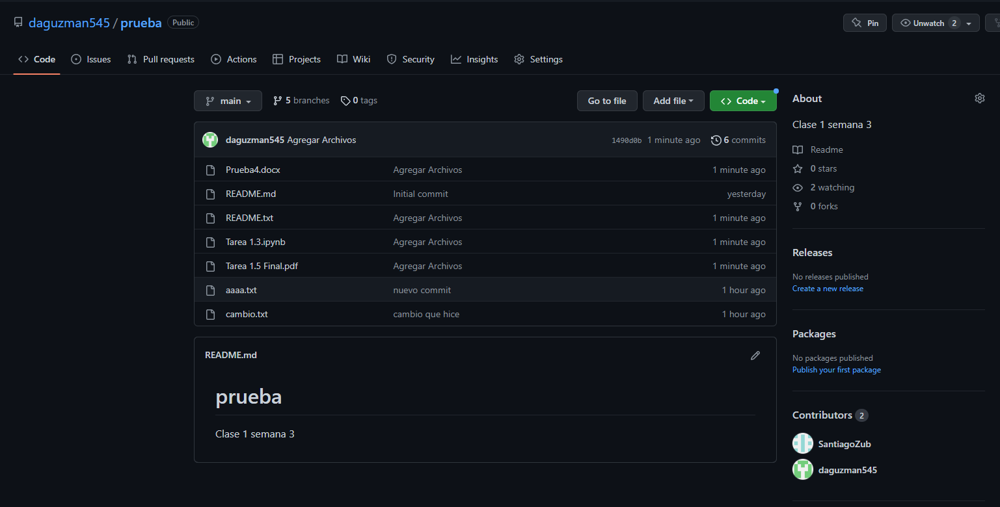 daguzman545 / prueba Public
Pin Unwatch 2
Code Issues Pull requests Actions Projects Wiki Security Insights Settings
main 5 branches 0 tags Go to file Add file Code
daguzman545 Agregar Archivos 1490d0b 1 minute ago 6 commits
Prueba4.docx Agregar Archivos 1 minute ago
README.md Initial commit yesterday
README.txt Agregar Archivos 1 minute ago
Tarea 1.3.ipynb Agregar Archivos 1 minute ago
Tarea 1.5 Final.pdf Agregar Archivos 1 minute ago
aaaa.txt nuevo commit 1 hour ago
cambio.txt cambio que hice 1 hour ago
README.md
prueba
Clase 1 semana 3
About
Clase 1 semana 3
Readme
0 stars
2 watching
0 forks
Releases
No releases published
Create a new release
Packages
No packages published
Publish your first package
Contributors 2
SantiagoZub
daguzman545